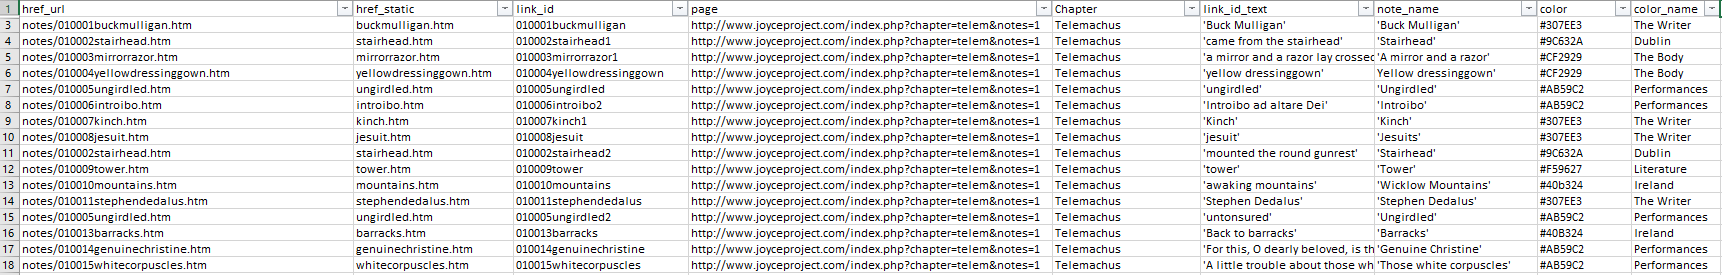 1 href_url href_static link_id page Chapter link_id_text note_name color color_name
3 notes/010001buckmulligan.htm buckmulligan.htm 010001buckmulligan http://www.joyceproject.com/index.php?chapter=telem&notes=1 Telemachus 'Buck Mulligan' 'Buck Mulligan' #307EE3 The Writer
4 notes/010002stairhead.htm stairhead.htm 010002stairhead1 http://www.joyceproject.com/index.php?chapter=telem&notes=1 Telemachus 'came from the stairhead' 'Stairhead' #9C632A Dublin
5 notes/010003mirrorrazor.htm mirrorrazor.htm 010003mirrorrazor1 http://www.joyceproject.com/index.php?chapter=telem&notes=1 Telemachus 'a mirror and a razor lay crossed 'A mirror and a razor' #CF2929 The Body
6 notes/010004yellowdressinggown.htm yellowdressinggown.htm 010004yellowdressinggown http://www.joyceproject.com/index.php?chapter=telem&notes=1 Telemachus 'yellow dressinggown' Yellow dressinggown' #CF2929 The Body
7 notes/010005ungirdled.htm ungirdled.htm 010005ungirdled http://www.joyceproject.com/index.php?chapter=telem&notes=1 Telemachus 'ungirdled' 'Ungirdled' #AB59C2 Performances
8 notes/010006introibo.htm introibo.htm 010006introibo2 http://www.joyceproject.com/index.php?chapter=telem&notes=1 Telemachus 'Introibo ad altare Dei' 'Introibo' #AB59C2 Performances
9 notes/010007kinch.htm kinch.htm 010007kinch1 http://www.joyceproject.com/index.php?chapter=telem&notes=1 Telemachus 'Kinch' 'Kinch' #307EE3 The Writer
10 notes/010008jesuit.htm jesuit.htm 010008jesuit http://www.joyceproject.com/index.php?chapter=telem&notes=1 Telemachus 'jesuit' 'Jesuits' #307EE3 The Writer
11 notes/010002stairhead.htm stairhead.htm 010002stairhead2 http://www.joyceproject.com/index.php?chapter=telem&notes=1 Telemachus 'mounted the round gunrest' 'Stairhead' #9C632A Dublin
12 notes/010009tower.htm tower.htm 010009tower http://www.joyceproject.com/index.php?chapter=telem&notes=1 Telemachus 'tower' 'Tower' #F59627 Literature
13 notes/010010mountains.htm mountains.htm 010010mountains http://www.joyceproject.com/index.php?chapter=telem&notes=1 Telemachus 'awaking mountains' 'Wicklow Mountains' #40b324 Ireland
14 notes/010011stephendedalus.htm stephendedalus.htm 010011stephendedalus http://www.joyceproject.com/index.php?chapter=telem&notes=1 Telemachus 'Stephen Dedalus' 'Stephen Dedalus' #307EE3 The Writer
15 notes/010005ungirdled.htm ungirdled.htm 010005ungirdled2 http://www.joyceproject.com/index.php?chapter=telem&notes=1 Telemachus 'untonsured' 'Ungirdled' #AB59C2 Performances
16 notes/010013barracks.htm barracks.htm 010013barracks http://www.joyceproject.com/index.php?chapter=telem&notes=1 Telemachus 'Back to barracks' 'Barracks' #40B324 Ireland
17 notes/010014genuinechristine.htm genuinechristine.htm 010014genuinechristine http://www.joyceproject.com/index.php?chapter=telem&notes=1 Telemachus 'For this, O dearly beloved, is th 'Genuine Christine' #AB59C2 Performances
18 notes/010015whitecorpuscles.htm whitecorpuscles.htm 010015whitecorpuscles http://www.joyceproject.com/index.php?chapter=telem&notes=1 Telemachus 'A little trouble about those wh 'Those white corpuscles' #AB59C2 Performances